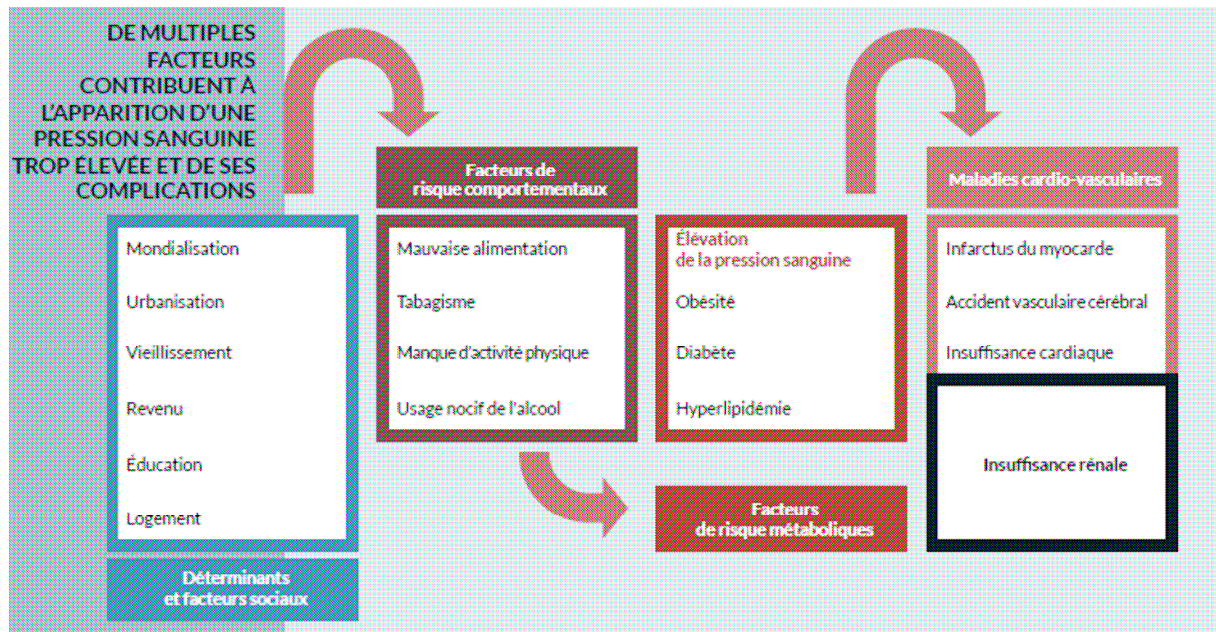 DE MULTIPLES
FACTEURS
CONTRIBUENT À
L'APPARITION D'UNE
PRESSION SANGUINE
TROP ÉLEVÉE ET DE SES
COMPLICATIONS
Mondialisation
Urbanisation
Vieillissement
Revenu
Éducation
Logement
Déterminants
et facteurs sociaux
Facteurs de
risque comportementaux
Mauvaise alimentation
Tabagisme
Manque d'activité physique
Usage nocif de l'alcool
Élévation
de la pression sanguine
Obésité
Diabète
Hyperlipidémie
Facteurs
de risque métaboliques
Maladies cardio-vasculaires
Infarctus du myocarde
Accident vasculaire cérébral
Insuffisance cardiaque
Insuffisance rénale